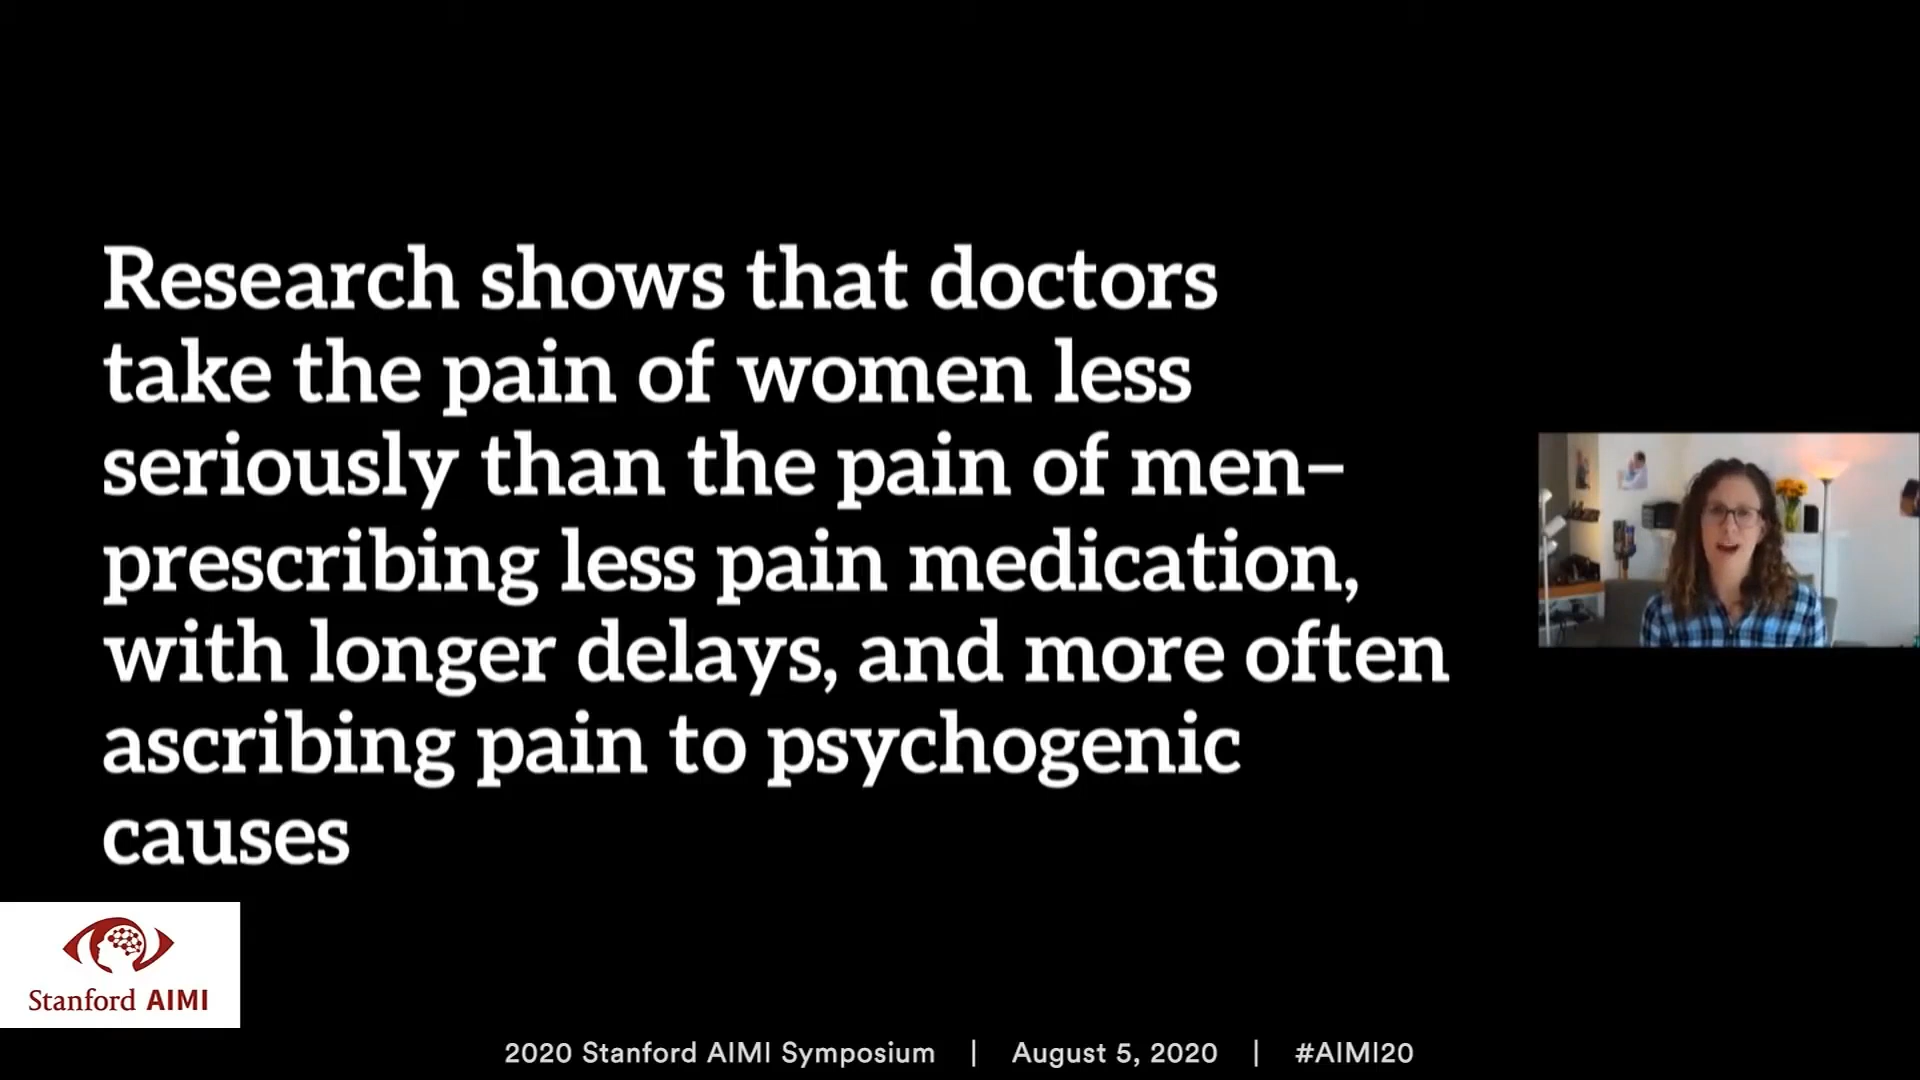 Research shows that doctors
take the pain of women less
seriously than the pain of men–
prescribing less pain medication,
with longer delays, and more often
ascribing pain to psychogenic
causes
Stanford AIMI
2020 Stanford AIMI Symposium | August 5, 2020 | #AIMI20